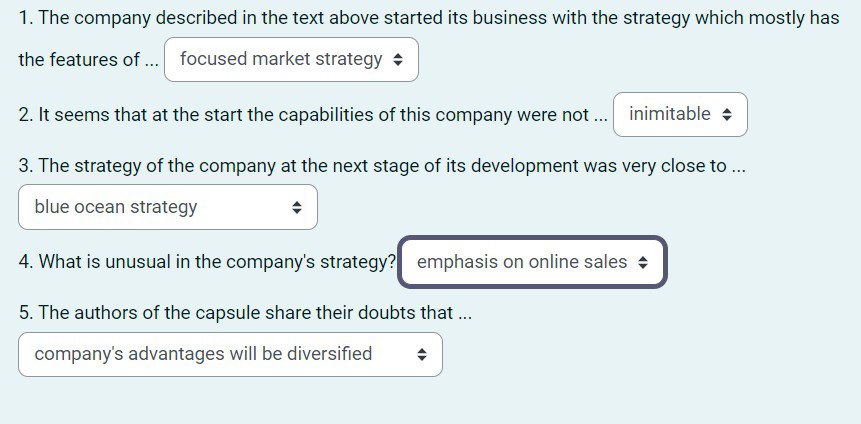 1. The company described in the text above started its business with the strategy which mostly has
the features of ... focused market strategy
2. It seems that at the start the capabilities of this company were not ... inimitable
3. The strategy of the company at the next stage of its development was very close to ...
blue ocean strategy
4. What is unusual in the company's strategy? emphasis on online sales
5. The authors of the capsule share their doubts that ...
company's advantages will be diversified